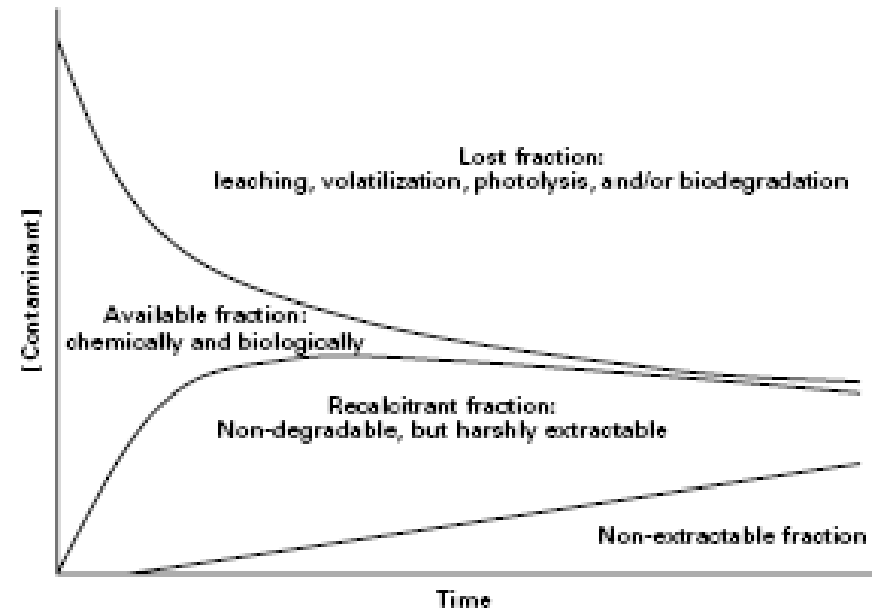 Lost fraction:
leaching, volatilization, photolysis, and/or biodegradation
[Contaminant]
Available fraction:
chemically and biologically
Recalcitrant fraction:
Non-degradable, but harshly extractable
Non-extractable fraction
Time